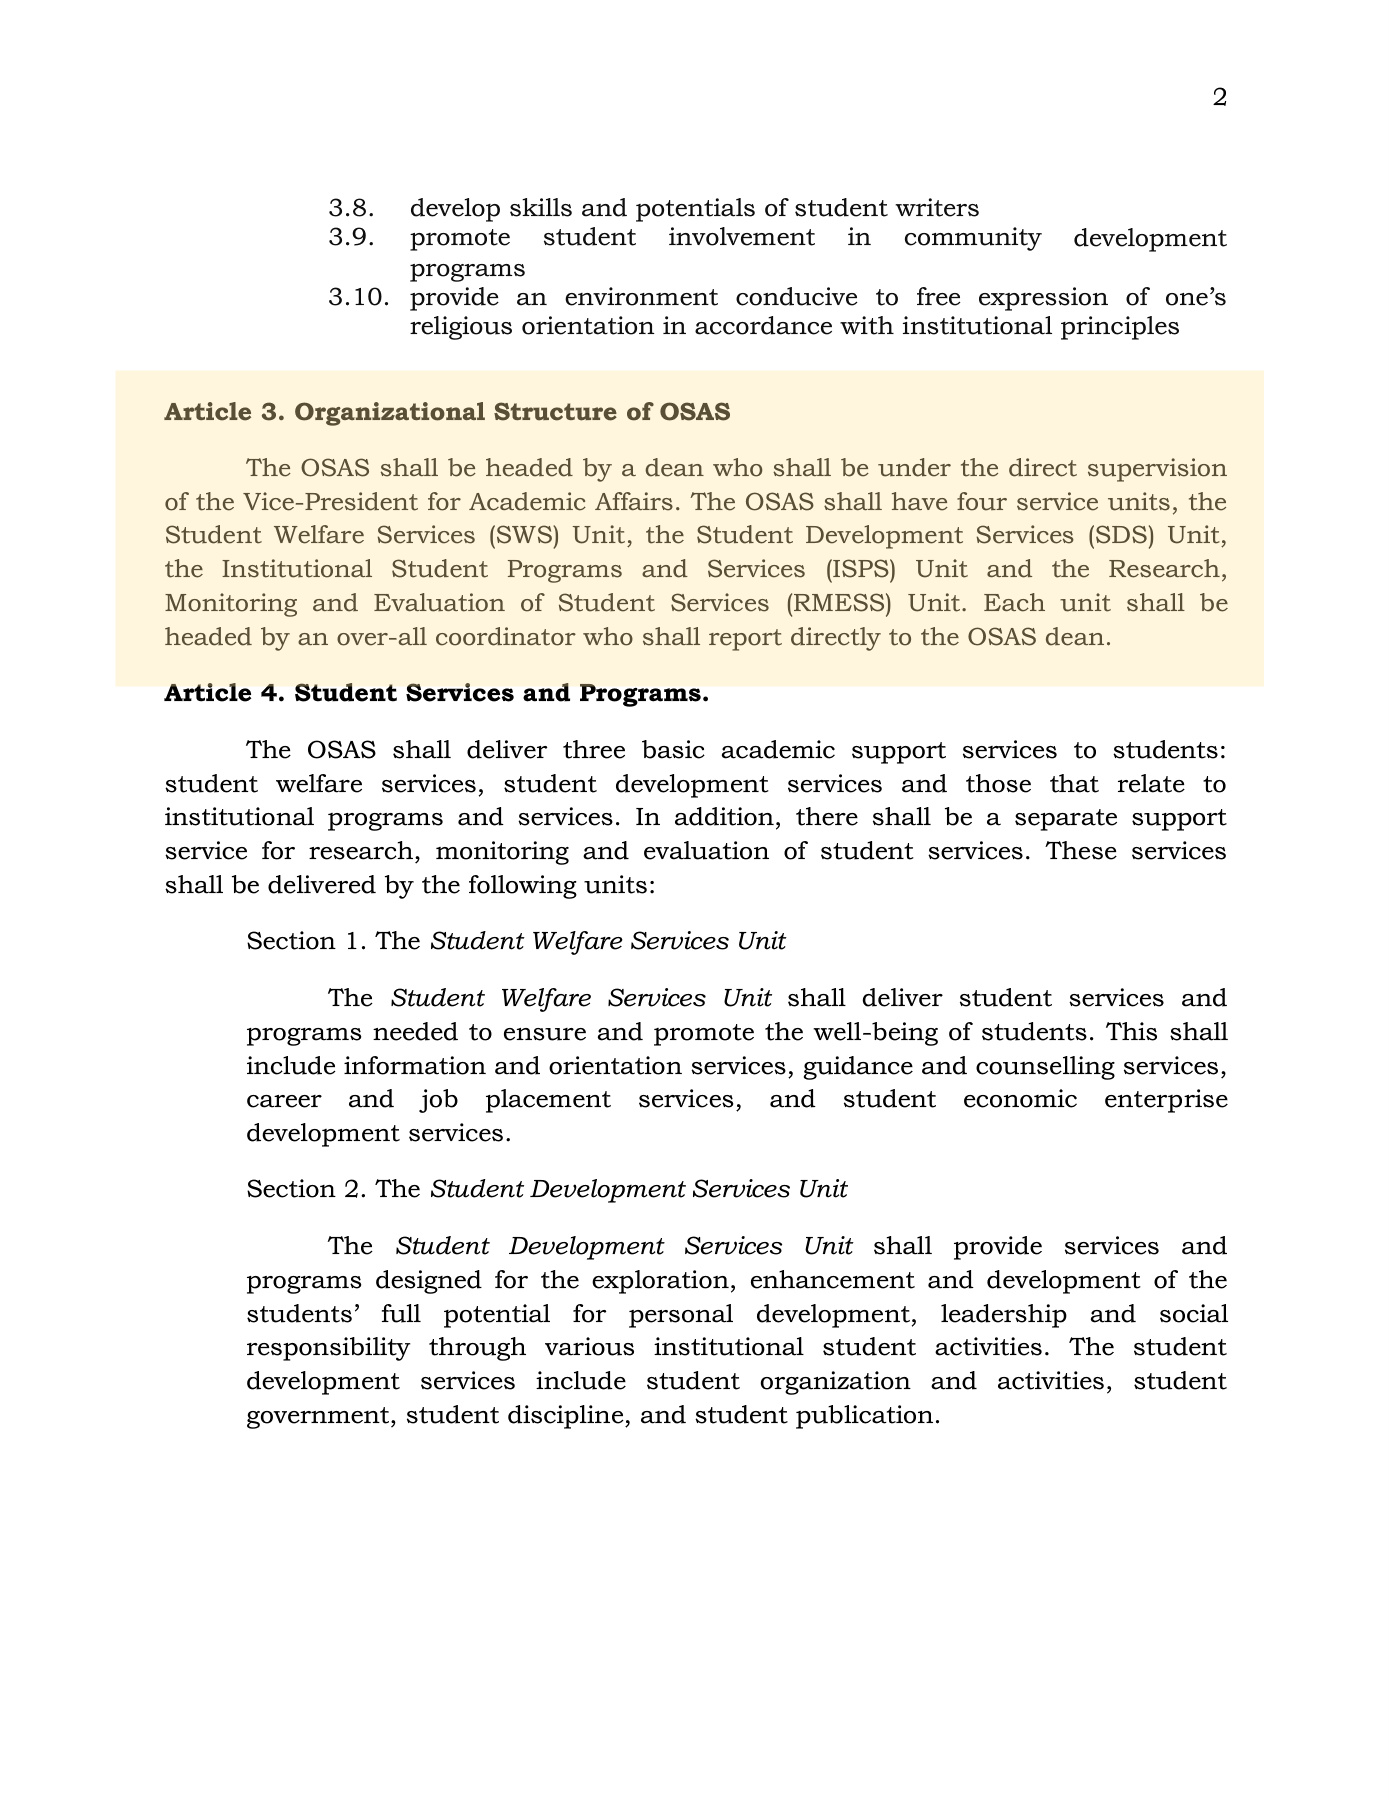 2
3.8. develop skills and potentials of student writers
3.9. promote student involvement in community development
programs
3.10. provide an environment conducive to free expression of one’s
religious orientation in accordance with institutional principles
Article 3. Organizational Structure of OSAS
The OSAS shall be headed by a dean who shall be under the direct supervision
of the Vice-President for Academic Affairs. The OSAS shall have four service units, the
Student Welfare Services (SWS) Unit, the Student Development Services (SDS) Unit,
the Institutional Student Programs and Services (ISPS) Unit and the Research,
Monitoring and Evaluation of Student Services (RMESS) Unit. Each unit shall be
headed by an over-all coordinator who shall report directly to the OSAS dean.
Article 4. Student Services and Programs.
The OSAS shall deliver three basic academic support services to students:
student welfare services, student development services and those that relate to
institutional programs and services. In addition, there shall be a separate support
service for research, monitoring and evaluation of student services. These services
shall be delivered by the following units:
Section 1. The Student Welfare Services Unit
The Student Welfare Services Unit shall deliver student services and
programs needed to ensure and promote the well-being of students. This shall
include information and orientation services, guidance and counselling services,
career and job placement services, and student economic enterprise
development services.
Section 2. The Student Development Services Unit
The Student Development Services Unit shall provide services and
programs designed for the exploration, enhancement and development of the
students’ full potential for personal development, leadership and social
responsibility through various institutional student activities. The student
development services include student organization and activities, student
government, student discipline, and student publication.